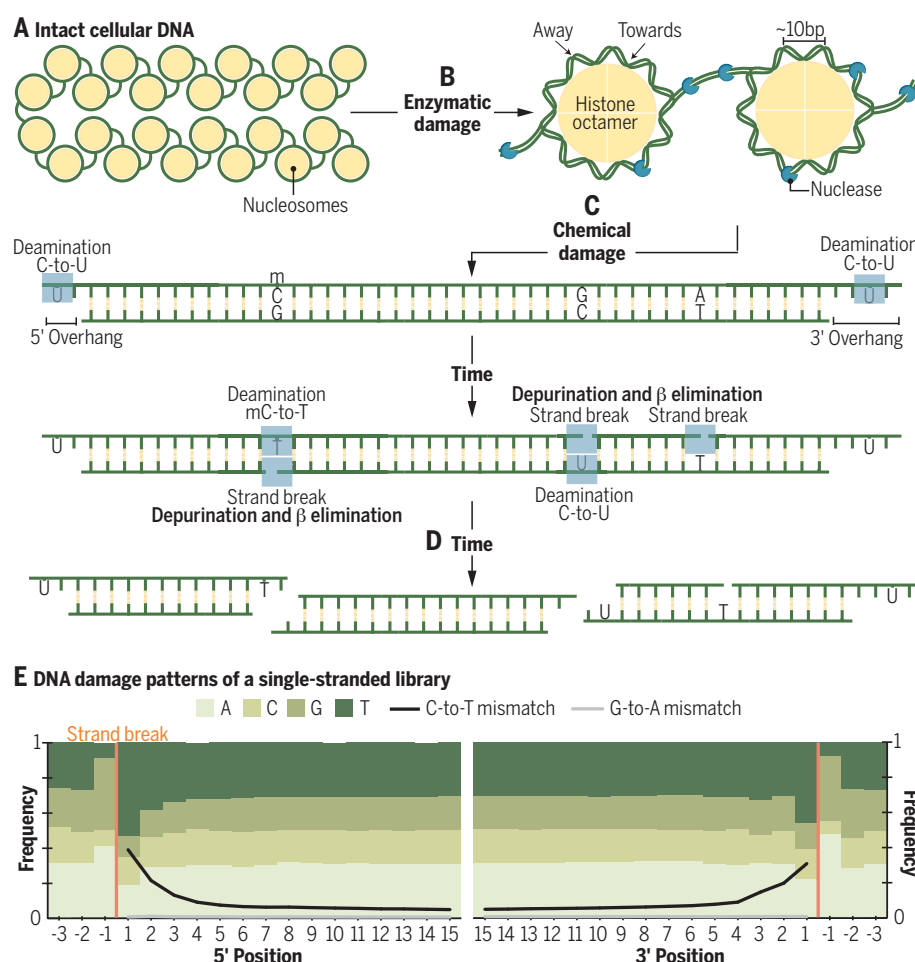 A Intact cellular DNA
Nucleosomes
B
Enzymatic
damage
Away
Towards
~10bp
Histone
octamer
Nuclease
C
Chemical
damage
Deamination
C-to-U
Deamination
C-to-U
m
U
C
G
A
U
G
C
T
5' Overhang
3' Overhang
Time
Deamination
mC-to-T
Depurination and β elimination
Strand break
Strand break
U
T
U
T
U
Strand break
Depurination and β elimination
Deamination
C-to-U
D
Time
U
T
U
T
U
E DNA damage patterns of a single-stranded library
A
C
G
T
C-to-T mismatch
G-to-A mismatch
Strand break
1
1
Frequency
Frequency
0
0
-3 -2 -1 1 2 3 4 5 6 7 8 9 10 11 12 13 14 15
15 14 13 12 11 10 9 8 7 6 5 4 3 2 1 -1 -2 -3
5' Position
3' Position